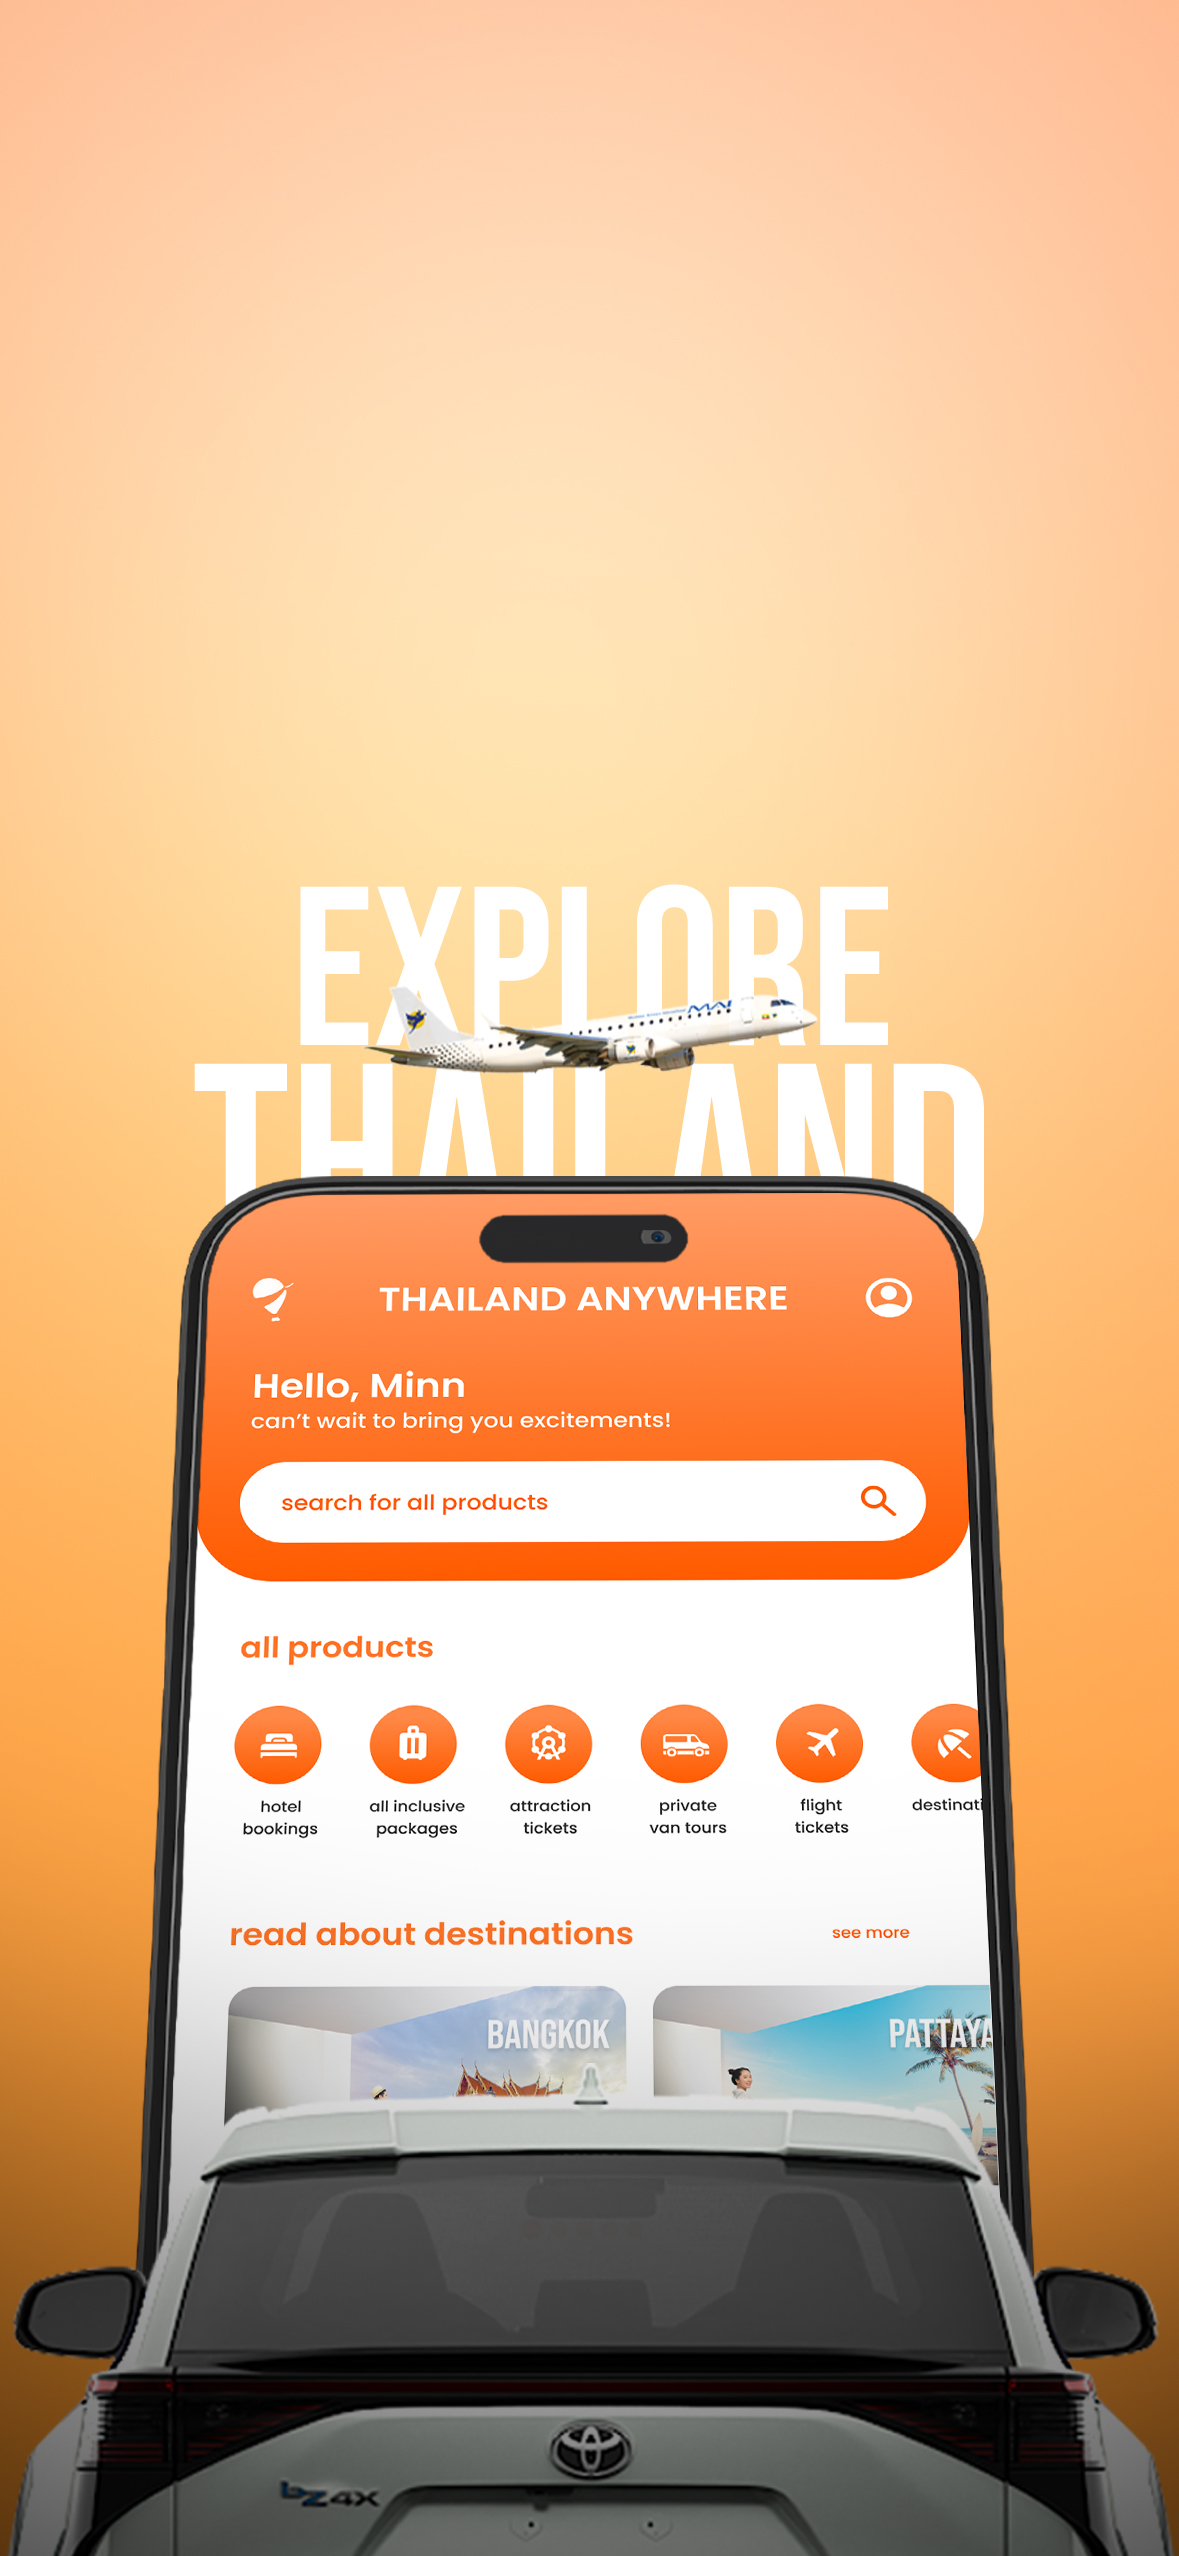 EXPLORE
MAI
THAILAND
THAILAND ANYWHERE
Hello, Minn
can't wait to bring you excitements!
search for all products
all products
hotel
bookings
all inclusive
packages
attraction
tickets
private
van tours
flight
tickets
destinati
read about destinations
see more
BANGKOK
PATTAYA
bZ4X